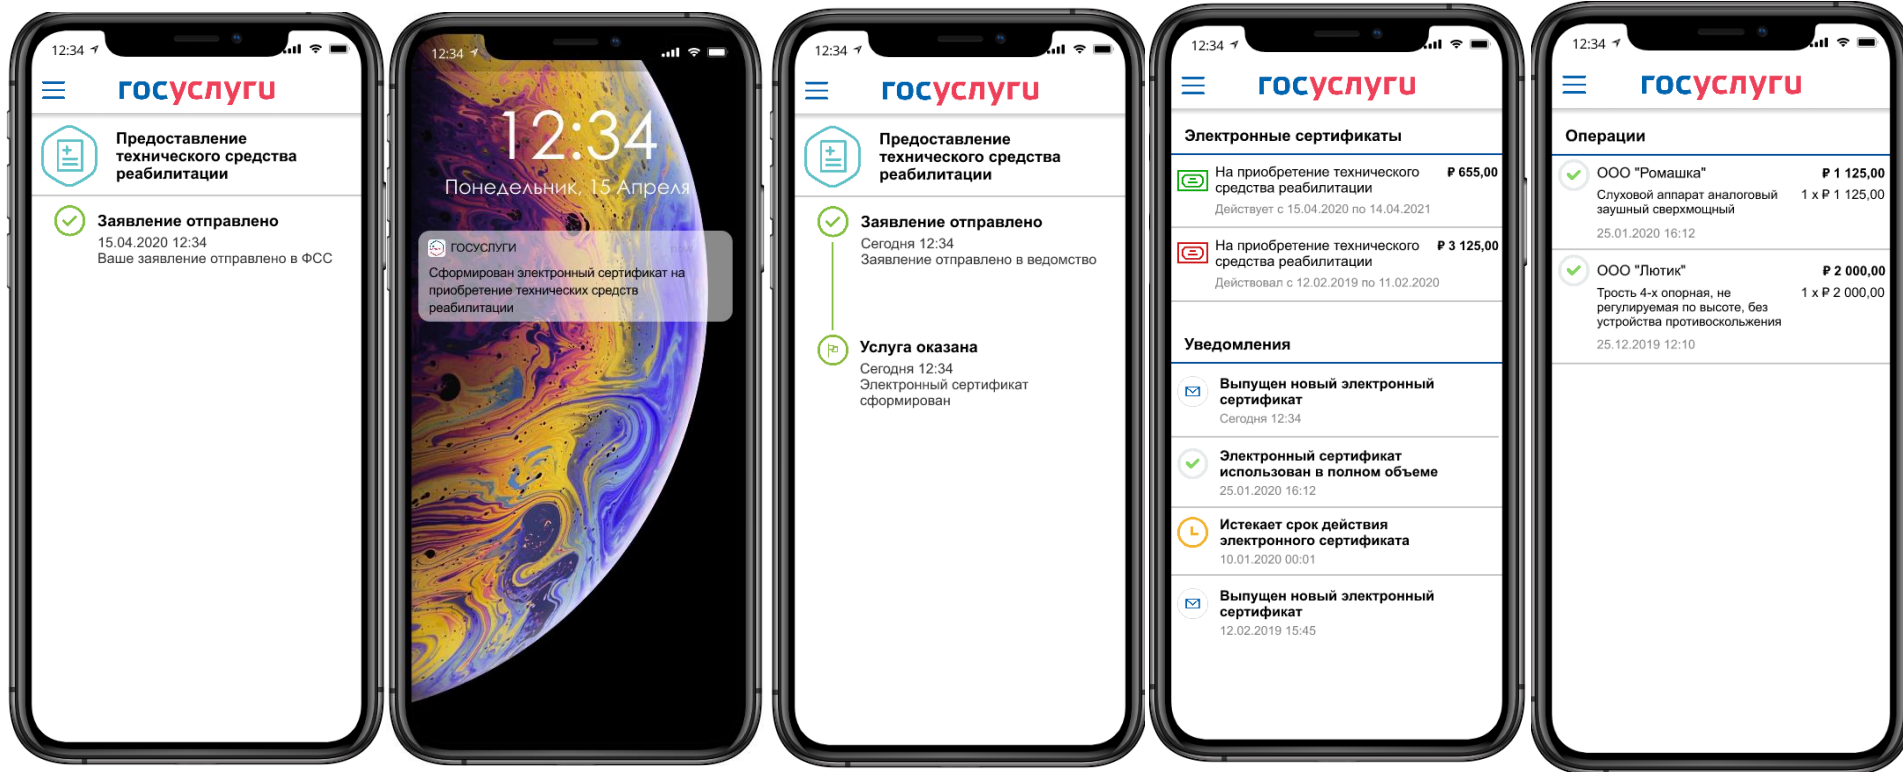 12:34
госуслуги
Предоставление
технического средства
реабилитации
Заявление отправлено
15.04.2020 12:34
Ваше заявление отправлено в ФСС
12:34
12:34
Понедельник, 15 Апреля
ГОСУСЛУГИ
Сформирован электронный сертификат на
приобретение технических средств
реабилитации
12:34
госуслуги
Предоставление
технического средства
реабилитации
Заявление отправлено
Сегодня 12:34
Заявление отправлено в ведомство
Услуга оказана
Сегодня 12:34
Электронный сертификат
сформирован
12:34
госуслуги
Электронные сертификаты
На приобретение технического ₽ 655,00
средства реабилитации
Действует с 15.04.2020 по 14.04.2021
На приобретение технического ₽ 3 125,00
средства реабилитации
Действовал с 12.02.2019 по 11.02.2020
Уведомления
Выпущен новый электронный
сертификат
Сегодня 12:34
Электронный сертификат
использован в полном объеме
25.01.2020 16:12
Истекает срок действия
электронного сертификата
10.01.2020 00:01
Выпущен новый электронный
сертификат
12.02.2019 15:45
12:34
госуслуги
Операции
ООО "Ромашка" ₽ 1 125,00
Слуховой аппарат аналоговый 1 x ₽ 1 125,00
заушный сверхмощный
25.01.2020 16:12
ООО "Лютик" ₽ 2 000,00
Трость 4-х опорная, не 1 x ₽ 2 000,00
регулируемая по высоте, без
устройства противоскольжения
25.12.2019 12:10